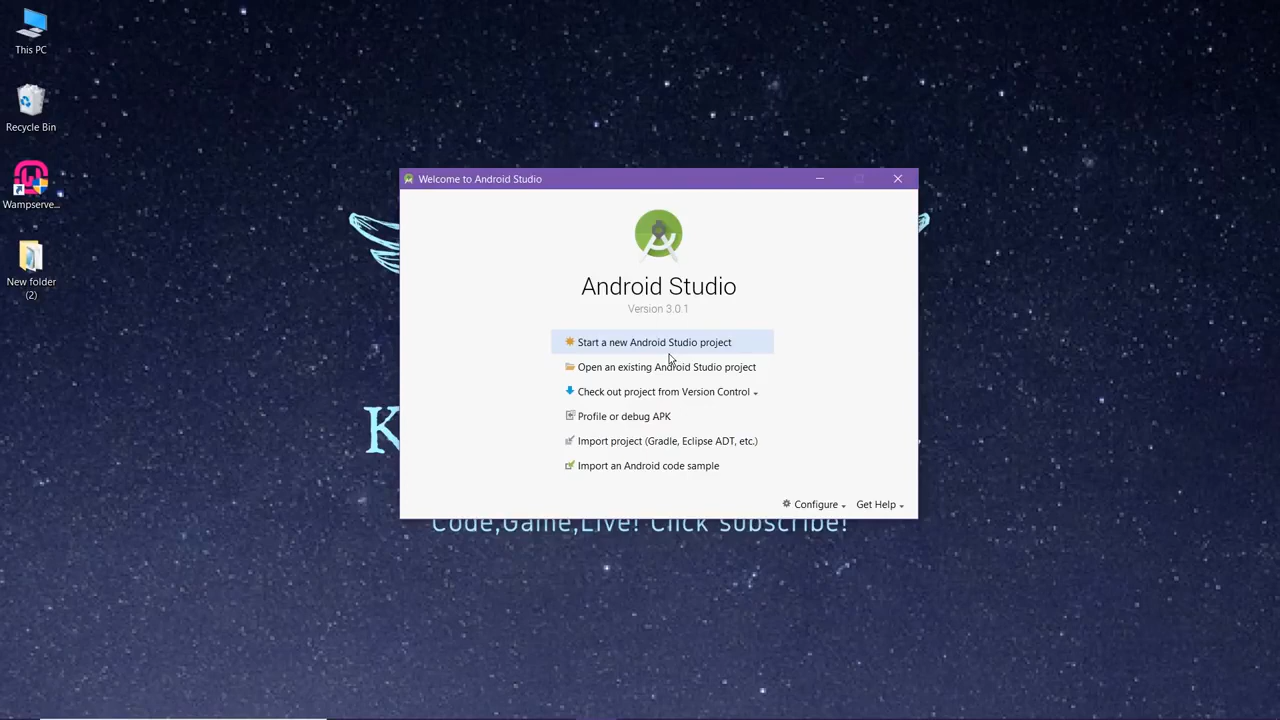 This PC
Recycle Bin
Wampserve...
New folder
(2)
Welcome to Android Studio
Android Studio
Version 3.0.1
Start a new Android Studio project
Open an existing Android Studio project
Check out project from Version Control
Profile or debug APK
Import project (Gradle, Eclipse ADT, etc.)
Import an Android code sample
Configure
Get Help
K
Code,Game,Live! Click subscribe!